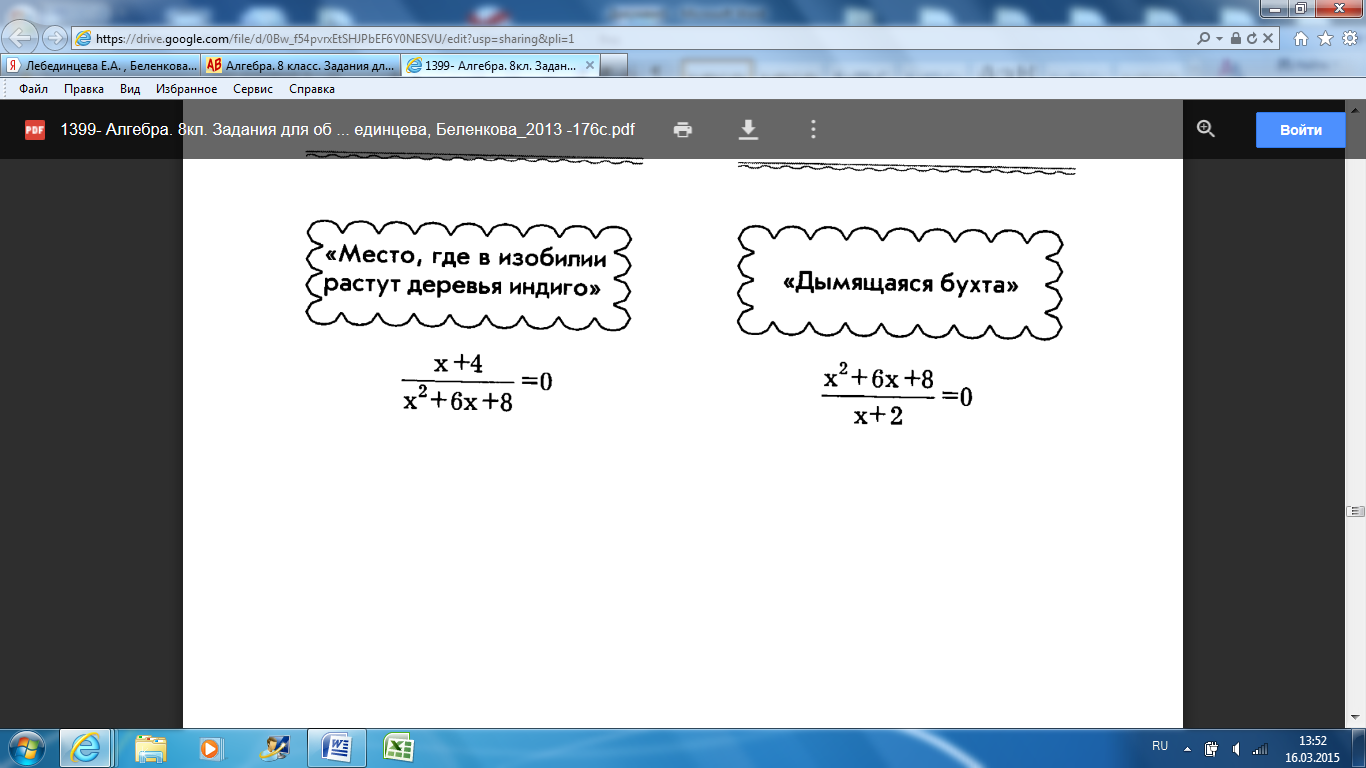 https://drive.google.com/file/d/0Bw_f54pvrxEtSHJPbEF6Y0NESVU/edit?usp=sharing&pli=1
Лебединцева Е.А. , Беленкова...
Алгебра. 8 класс. Задания дл...
1399- Алгебра. 8кл. Задан...
Файл Правка Вид Избранное Сервис Справка
PDF 1399- Алгебра. 8кл. Задания для об ... единцева, Беленкова_2013 -176с.pdf
Войти
«Место, где в изобилии
растут деревья индиго»
x+4
=0
x²+6x+8
«Дымящаяся бухта»
x²+6x+8
=0
x+2
RU
13:52
16.03.2015